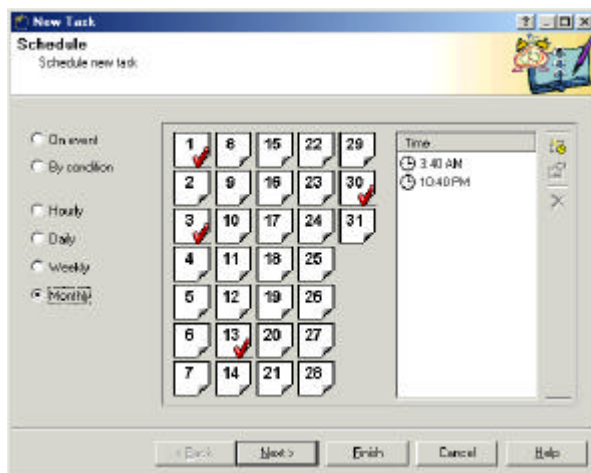 New Task
Schedule
Schedule new task
On event
By condition
Hourly
Daily
Weekly
Monthly
1 8 15 22 29
2 9 16 23 30
3 10 17 24 31
4 11 18 25
5 12 19 26
6 13 20 27
7 14 21 28
Time
3:40 AM
10:40 PM
< Back
Next >
Finish
Cancel
Help